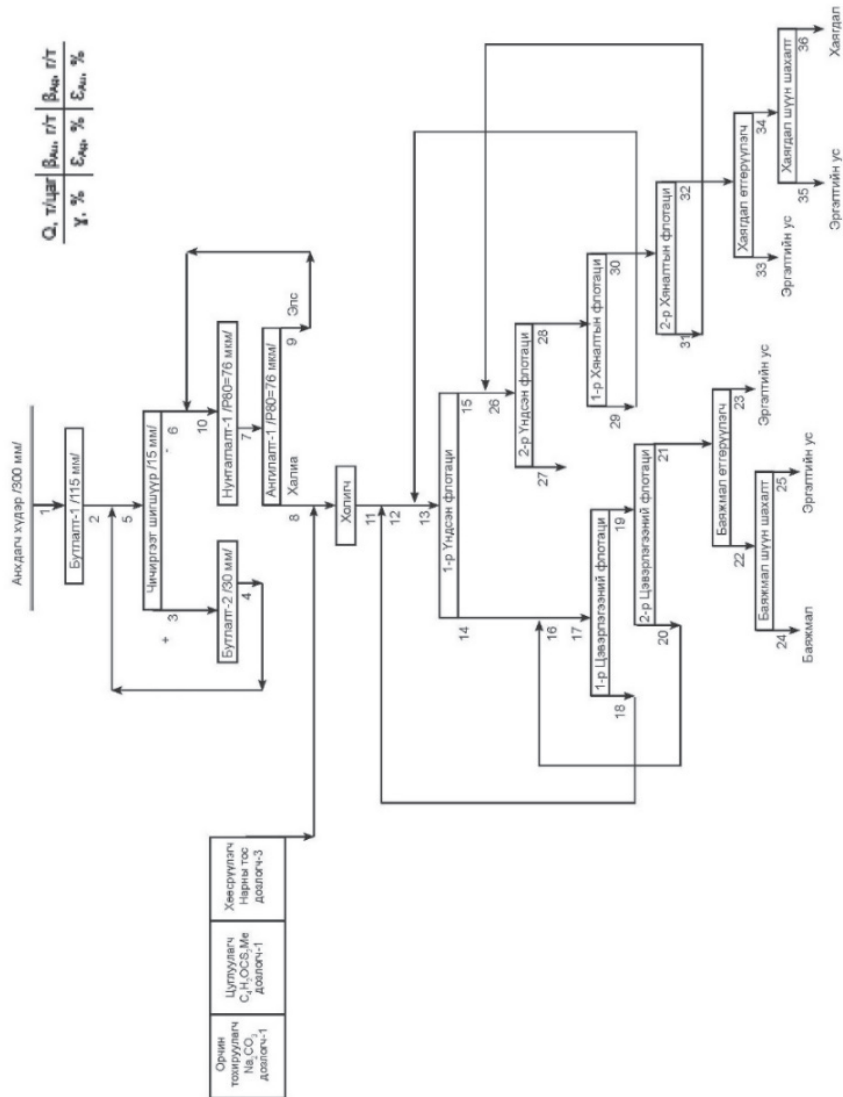 Анхдагч хүдэр /300 мм/
1
Бутлалт-1 /115 мм/
2
5
Чичиргээт шигшүүр /15 мм/
+
3
-
6
Бутлалт-2 /30 мм/
4
10
Нунтаглалт-1 /P80=76 мкм/
7
Ангилалт-1 /P80=76 мкм/
Халиа
8
9
Элс
Q, т/цаг
γ, %
βAu, г/т
εAu, %
βAu, г/т
εAu, %
Орчин
тохируулагч
Na2CO3
дозлогч-1
Цуглуулагч
C4H7OCS2Me
дозлогч-1
Хөөсрүүлэгч
Нарны тос
дозлогч-3
Холигч
11
12
13
1-р Үндсэн флотаци
14
15
26
2-р Үндсэн флотаци
27
28
1-р Хяналтын флотаци
29
30
2-р Хяналтын флотаци
31
32
Хаягдал өтгөрүүлэгч
33
34
Эргэлтийн ус
Хаягдал шүүн шахалт
35
36
Эргэлтийн ус
Хаягдал
16
17
1-р Цэвэрлэгээний флотаци
18
19
2-р Цэвэрлэгээний флотаци
20
21
Баяжмал өтгөрүүлэгч
22
23
Эргэлтийн ус
Баяжмал шүүн шахалт
24
25
Баяжмал
Эргэлтийн ус